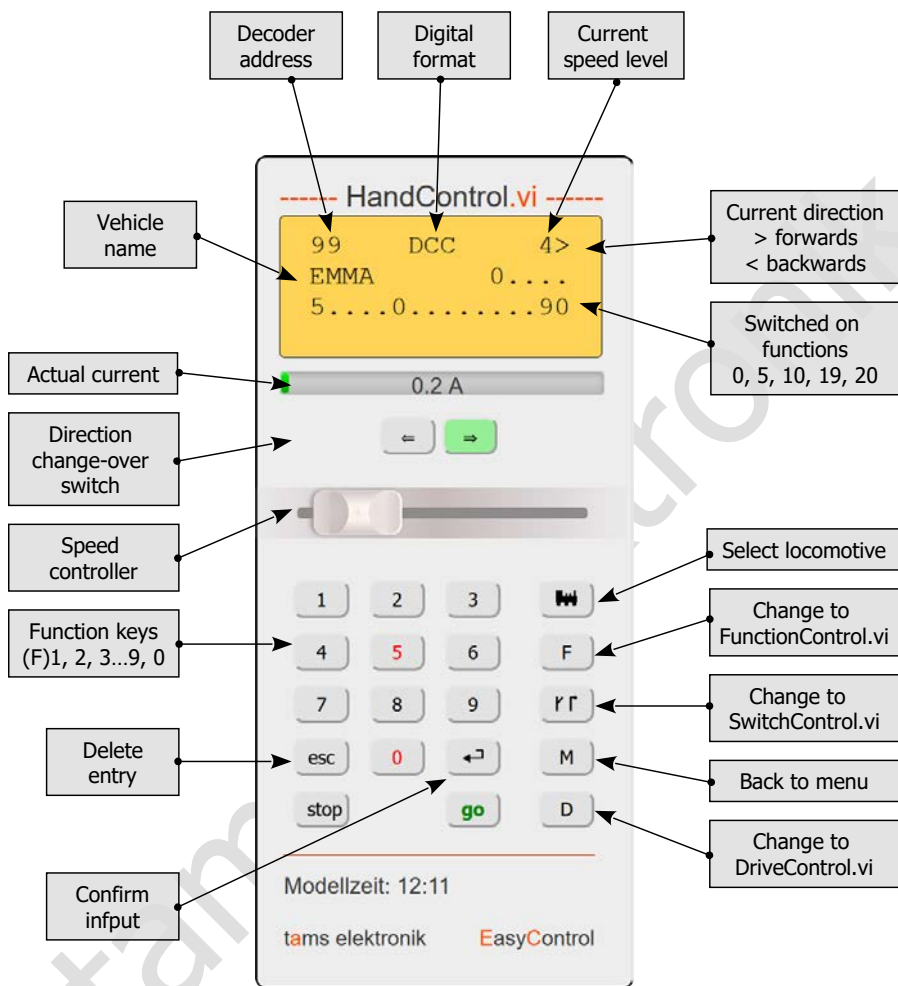 Decoder
address
Digital
format
Current
speed level
------ HandControl.vi ------
99 DCC 4>
EMMA 0....
5....0........90
Vehicle
name
Current direction
> forwards
< backwards
Switched on
functions
0, 5, 10, 19, 20
Actual current
0.2 A
Direction
change-over
switch
⇐ ⇒
Speed
controller
Select locomotive
1 2 3
Function keys
(F)1, 2, 3...9, 0
Change to
FunctionControl.vi
4 5 6 F
Change to
SwitchControl.vi
7 8 9
Delete
entry
esc 0 ↵ M
Back to menu
stop go D
Change to
DriveControl.vi
Confirm
infput
Modellzeit: 12:11
tams elektronik EasyControl
tams elektronik